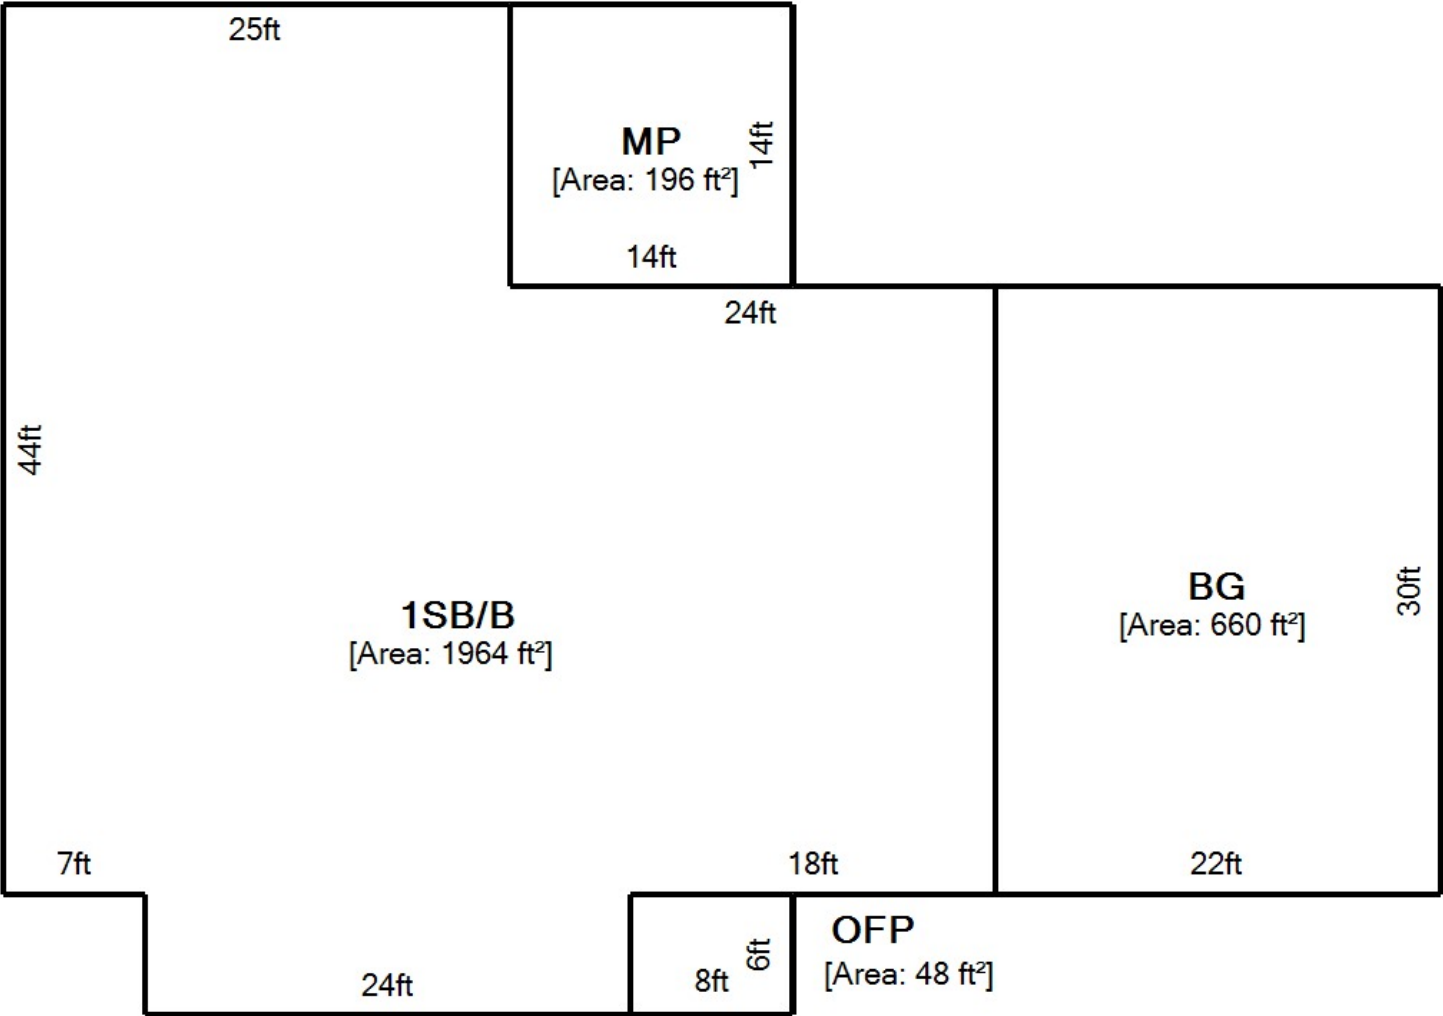 25ft
MP
[Area: 196 ft²]
14ft
14ft
24ft
44ft
1SB/B
[Area: 1964 ft²]
BG
[Area: 660 ft²]
30ft
7ft
18ft
22ft
24ft
8ft
6ft
OFP
[Area: 48 ft²]